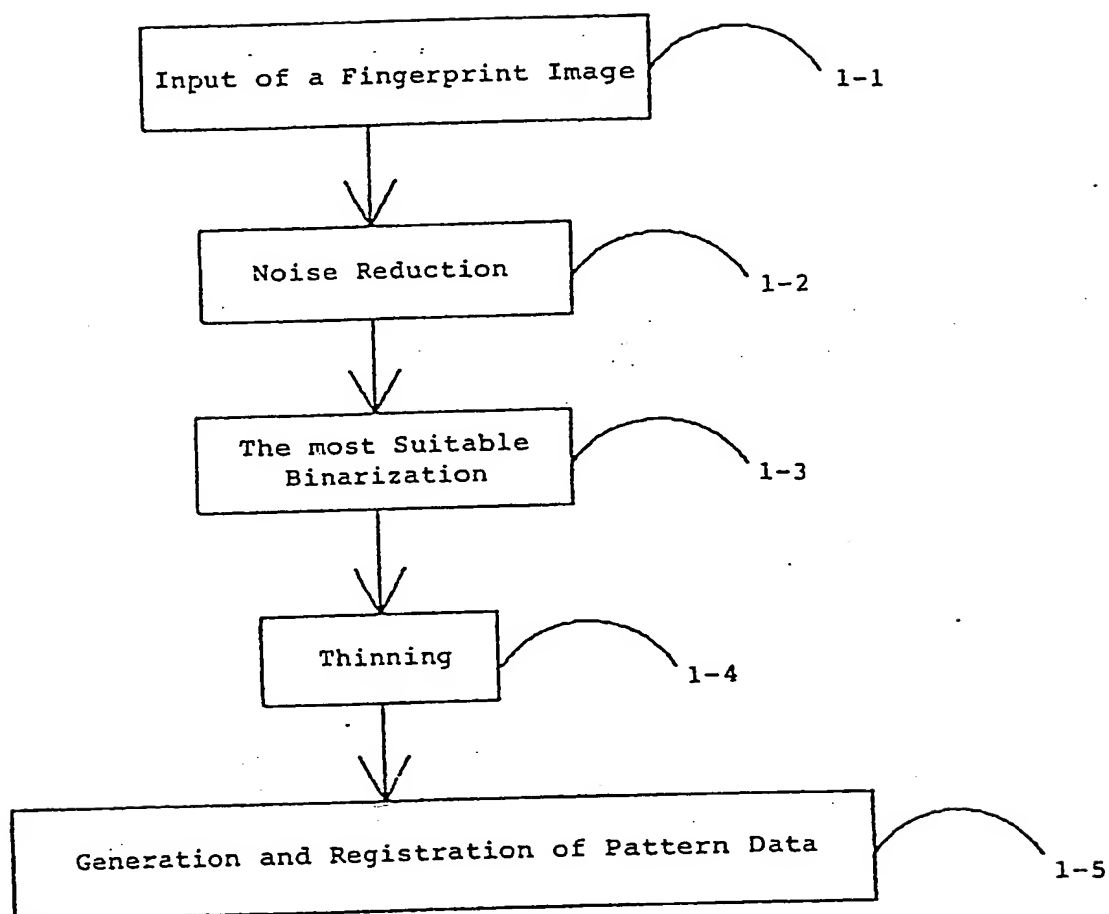 Input of a Fingerprint Image
1-1
Noise Reduction
1-2
The most Suitable
Binarization
1-3
Thinning
1-4
Generation and Registration of Pattern Data
1-5